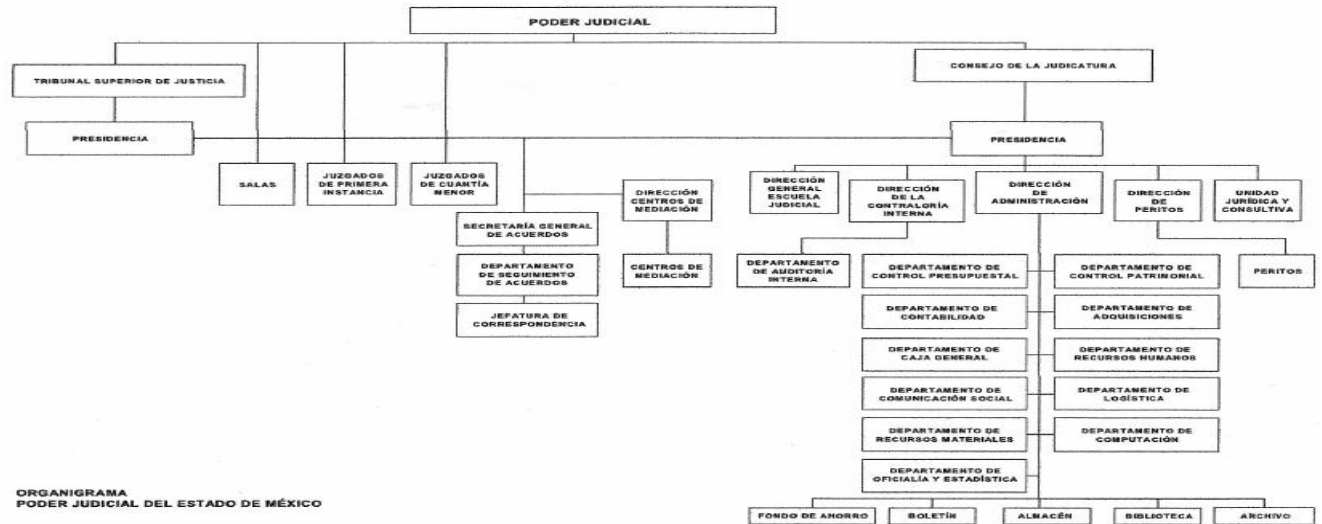 PODER JUDICIAL
TRIBUNAL SUPERIOR DE JUSTICIA
CONSEJO DE LA JUDICATURA
PRESIDENCIA
PRESIDENCIA
SALAS
JUZGADOS
DE PRIMERA
INSTANCIA
JUZGADOS
DE CUANTÍA
MENOR
DIRECCIÓN
CENTROS DE
MEDIACIÓN
DIRECCIÓN
GENERAL
ESCUELA
JUDICIAL
DIRECCIÓN
DE LA
CONTRALORÍA
INTERNA
DIRECCIÓN
DE
ADMINISTRACIÓN
DIRECCIÓN
DE
PERITOS
UNIDAD
JURÍDICA Y
CONSULTIVA
SECRETARÍA GENERAL
DE ACUERDOS
DEPARTAMENTO
DE SEGUIMIENTO
DE ACUERDOS
CENTROS DE
MEDIACIÓN
JEFATURA DE
CORRESPONDENCIA
DEPARTAMENTO
DE AUDITORÍA
INTERNA
DEPARTAMENTO DE
CONTROL PRESUPUESTAL
DEPARTAMENTO DE
CONTROL PATRIMONIAL
PERITOS
DEPARTAMENTO DE
CONTABILIDAD
DEPARTAMENTO DE
ADQUISICIONES
DEPARTAMENTO DE
CAJA GENERAL
DEPARTAMENTO DE
RECURSOS HUMANOS
DEPARTAMENTO DE
COMUNICACIÓN SOCIAL
DEPARTAMENTO DE
LOGÍSTICA
DEPARTAMENTO DE
RECURSOS MATERIALES
DEPARTAMENTO DE
COMPUTACIÓN
DEPARTAMENTO DE
OFICIALÍA Y ESTADÍSTICA
FONDO DE AHORRO
BOLETÍN
ALMACÉN
BIBLIOTECA
ARCHIVO
ORGANIGRAMA
PODER JUDICIAL DEL ESTADO DE MÉXICO